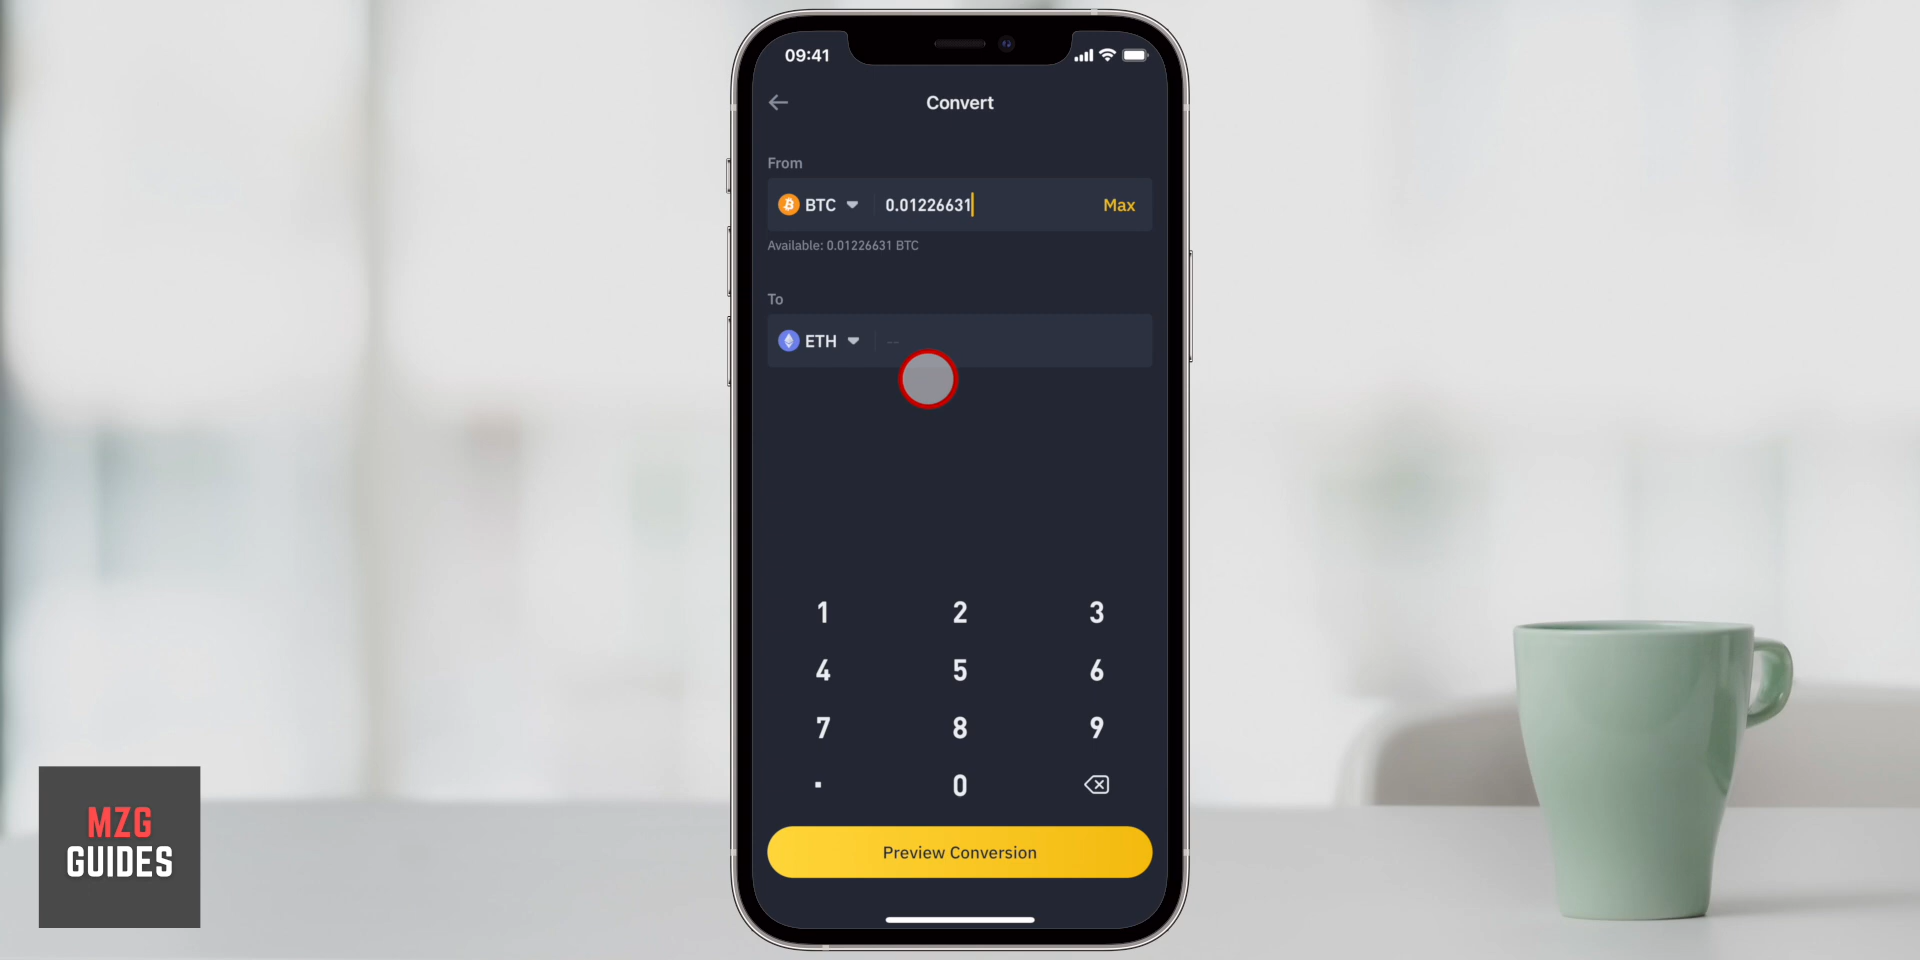 09:41
Convert
From
BTC
0.01226631
Max
Available: 0.01226631 BTC
To
ETH
--
1 2 3
4 5 6
7 8 9
. 0
Preview Conversion
MZG
GUIDES